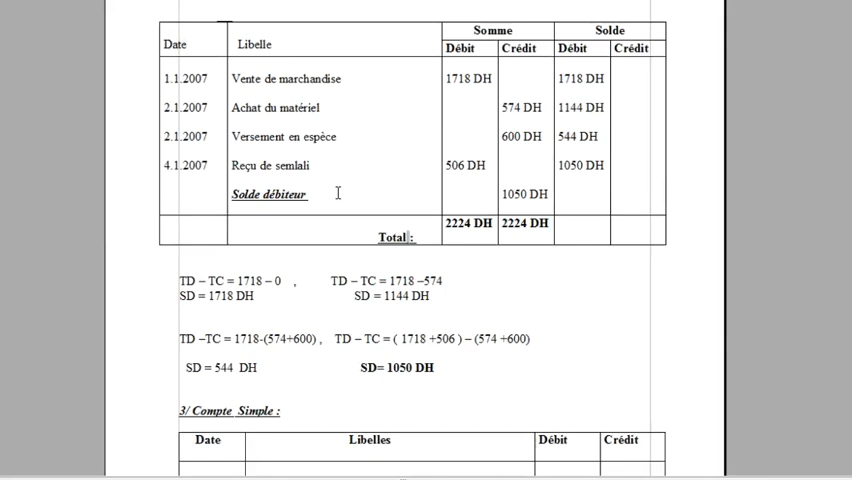 Somme Solde
Date Libelle Débit Crédit Débit Crédit
1.1.2007 Vente de marchandise 1718 DH 1718 DH
2.1.2007 Achat du matériel 574 DH 1144 DH
2.1.2007 Versement en espèce 600 DH 544 DH
4.1.2007 Reçu de semlali 506 DH 1050 DH
Solde débiteur 1050 DH
2224 DH 2224 DH
Total :
TD – TC = 1718 – 0 , TD – TC = 1718 –574
SD = 1718 DH SD = 1144 DH
TD –TC = 1718-(574+600) , TD – TC = ( 1718 +506 ) – (574 +600)
SD = 544 DH SD= 1050 DH
3/ Compte Simple :
Date Libelles Débit Crédit